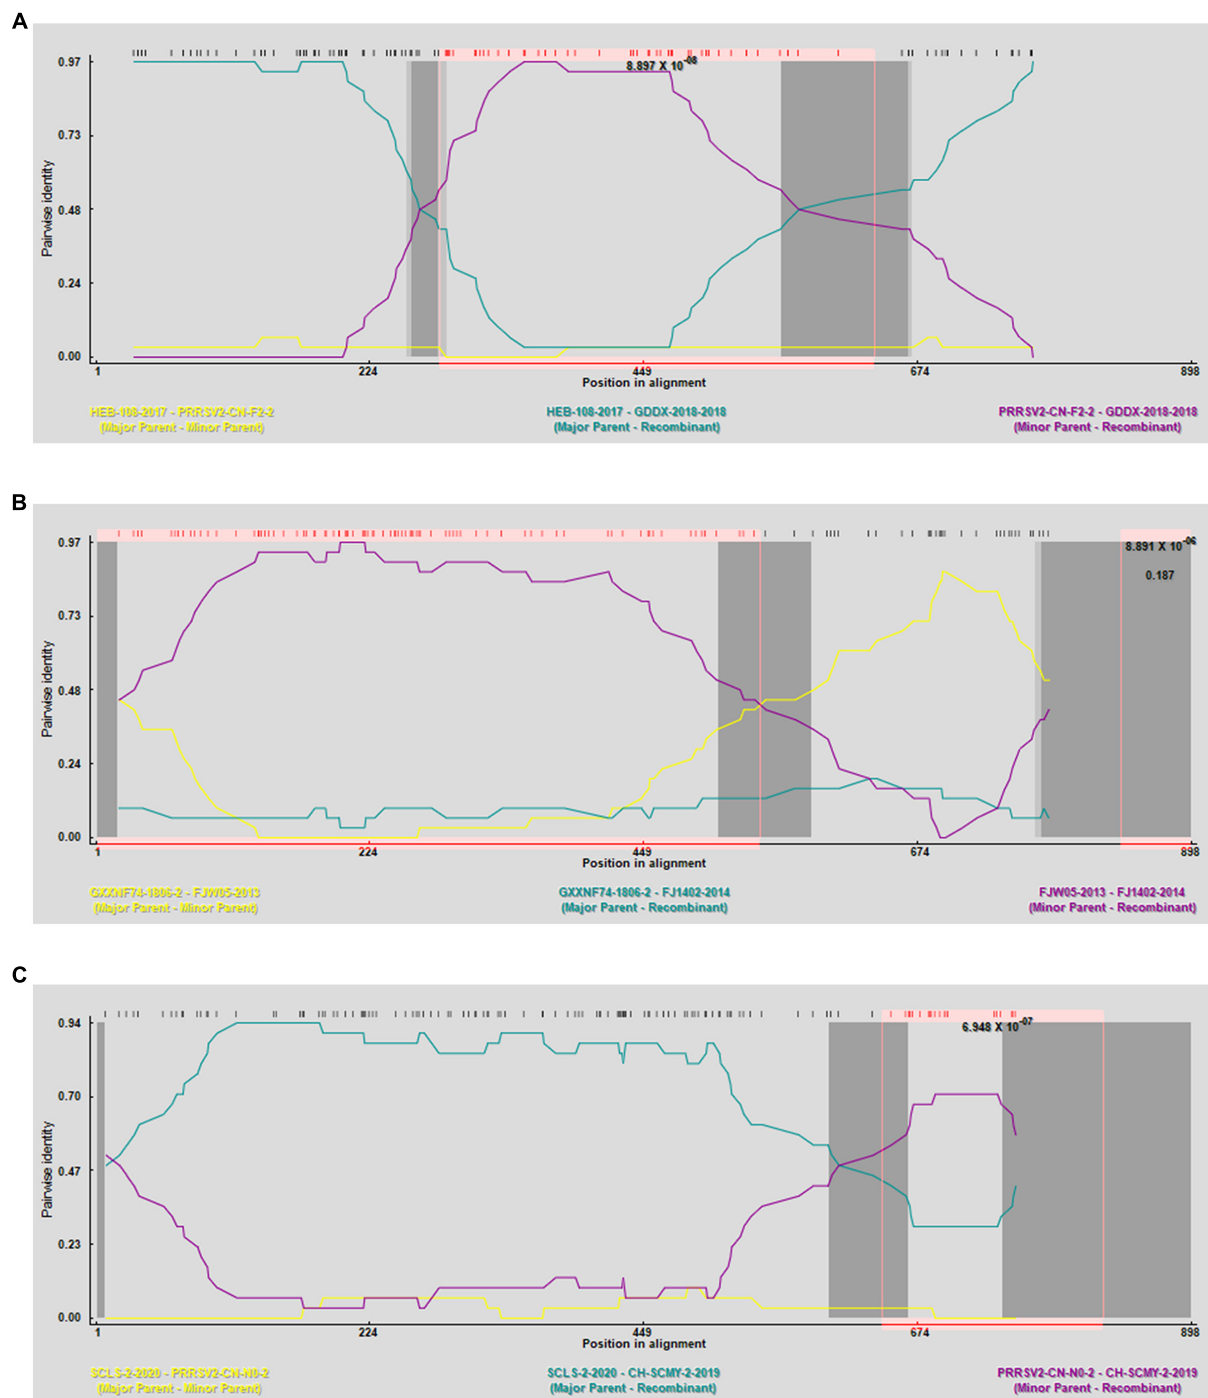 A
8.897 X 10-08
0.97
0.73
0.48
0.24
0.00
Pairwise identity
1
224
449
674
898
Position in alignment
HEB-108-2017 - PRRSV2-CN-F2-2
(Major Parent - Minor Parent)
HEB-108-2017 - GDDX-2018-2018
(Major Parent - Recombinant)
PRRSV2-CN-F2-2 - GDDX-2018-2018
(Minor Parent - Recombinant)
B
8.891 X 10-06
0.187
0.97
0.73
0.48
0.24
0.00
Pairwise identity
1
224
449
674
898
Position in alignment
GXXNF74-1806-2 - FJW05-2013
(Major Parent - Minor Parent)
GXXNF74-1806-2 - FJ1402-2014
(Major Parent - Recombinant)
FJW05-2013 - FJ1402-2014
(Minor Parent - Recombinant)
C
6.948 X 10-07
0.94
0.70
0.47
0.23
0.00
Pairwise identity
1
224
449
674
898
Position in alignment
SCLS-2-2020 - PRRSV2-CN-N0-2
(Major Parent - Minor Parent)
SCLS-2-2020 - CH-SCMY-2-2019
(Major Parent - Recombinant)
PRRSV2-CN-N0-2 - CH-SCMY-2-2019
(Minor Parent - Recombinant)